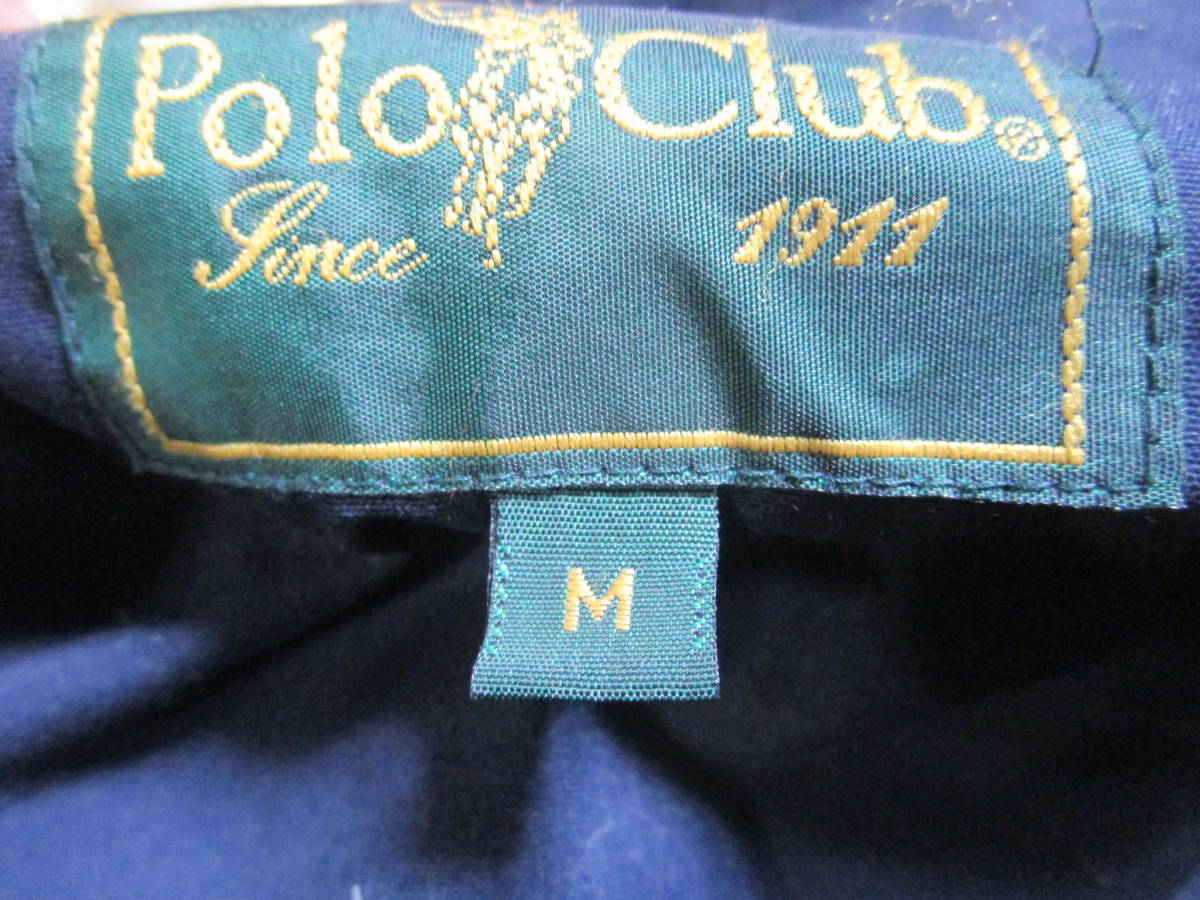 Polo Club®
Since 1911
M